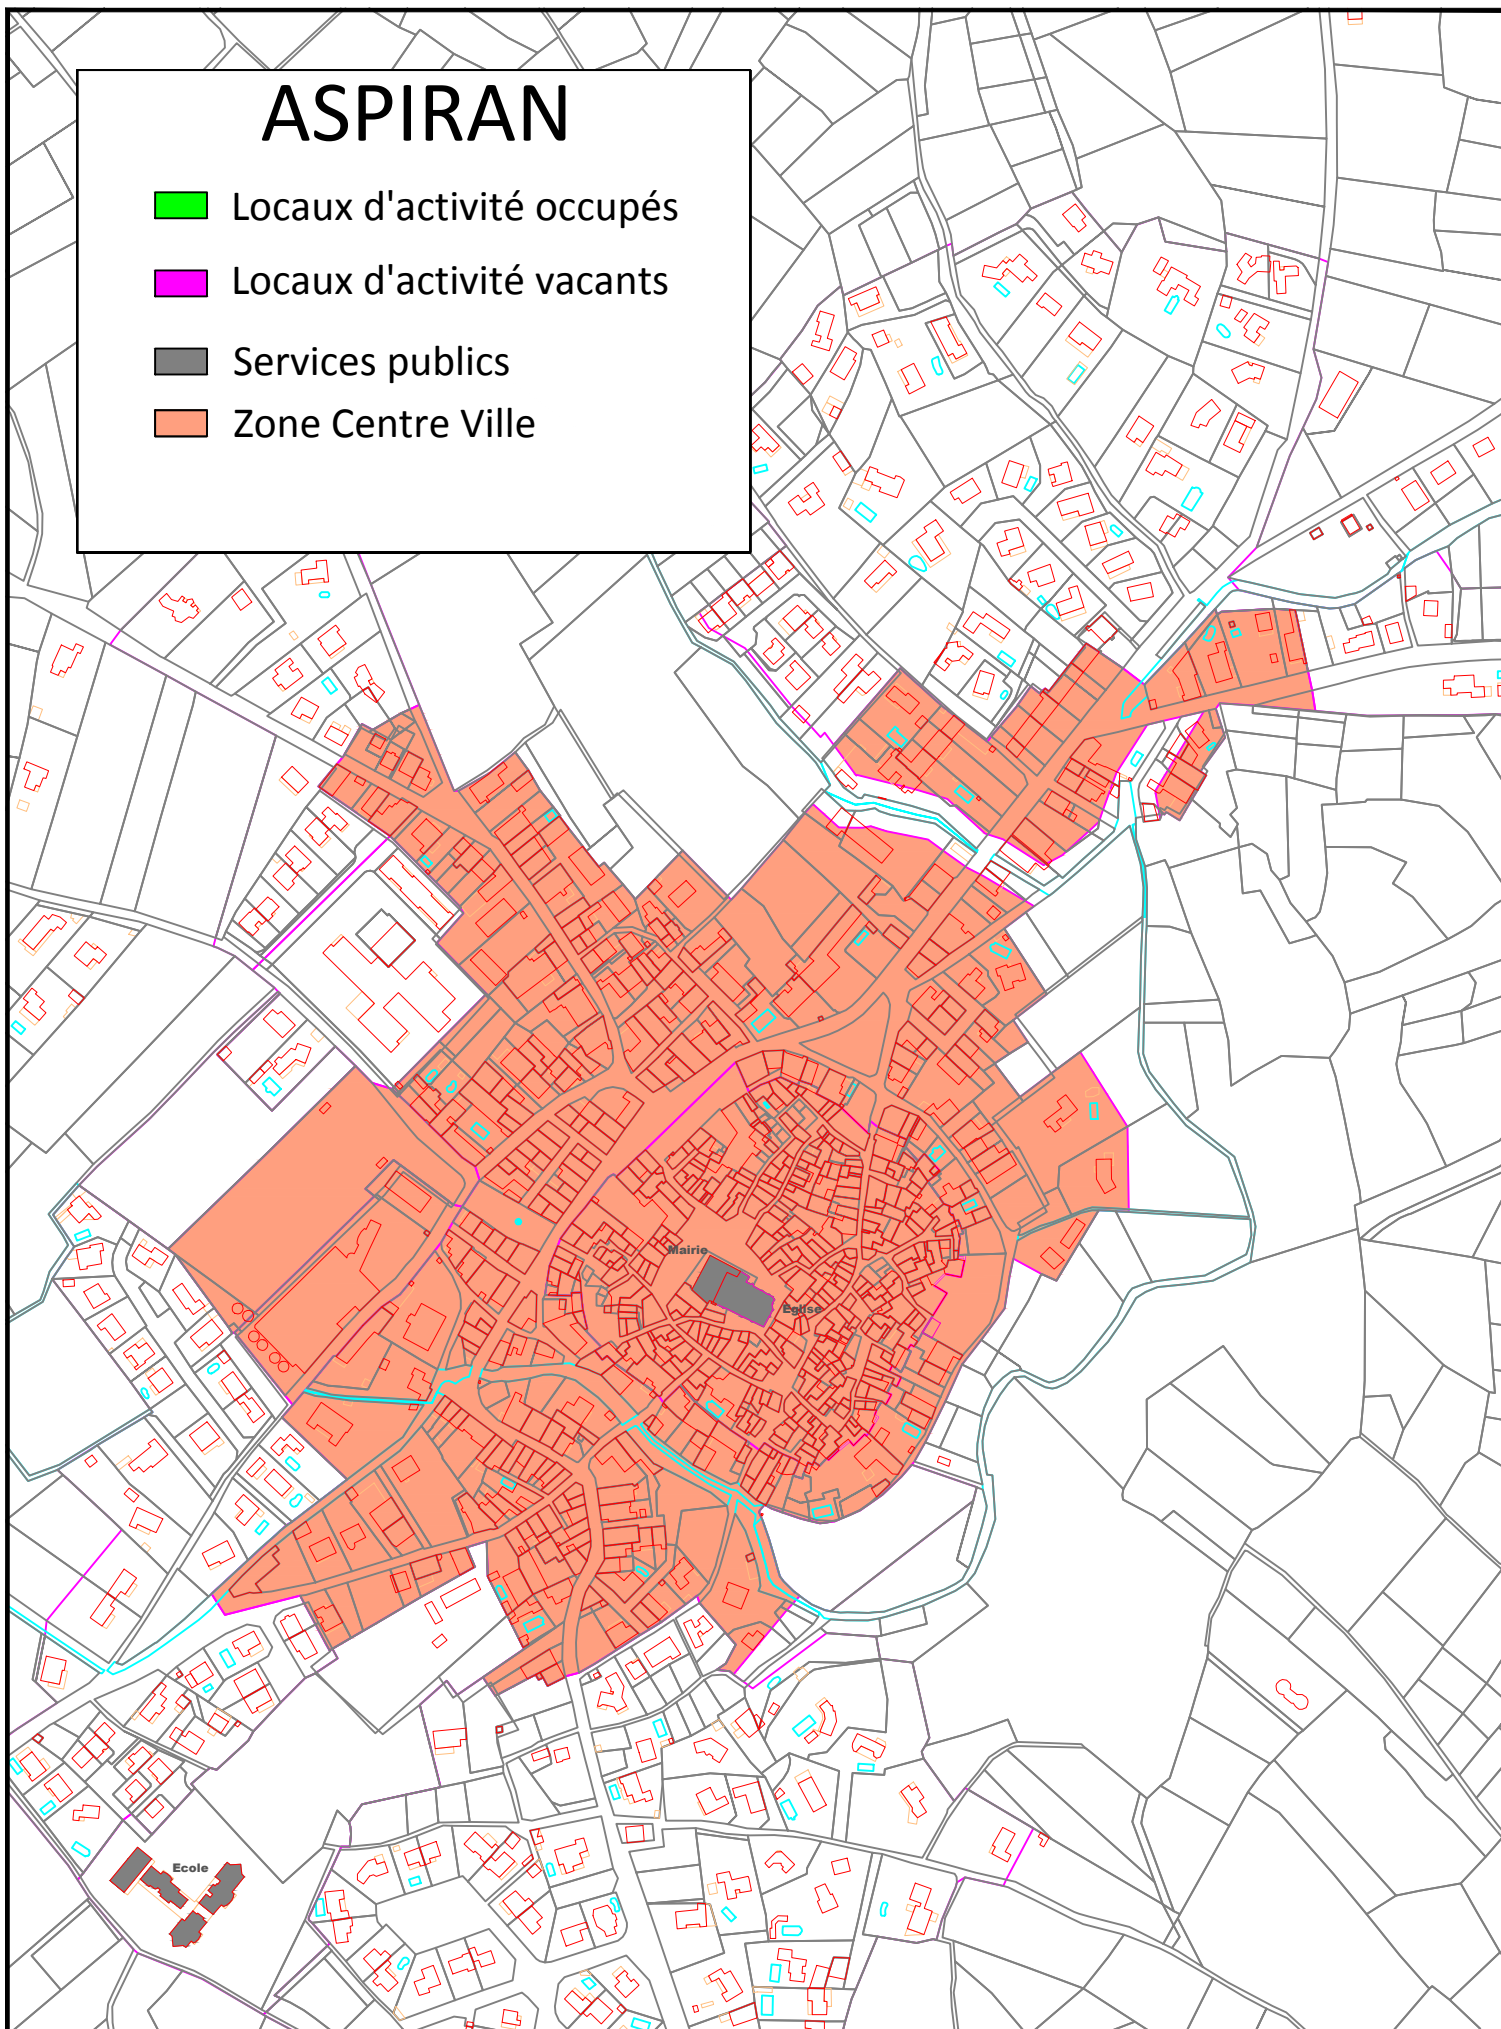 ASPIRAN
Locaux d'activité occupés
Locaux d'activité vacants
Services publics
Zone Centre Ville
Mairie
Eglise
Ecole